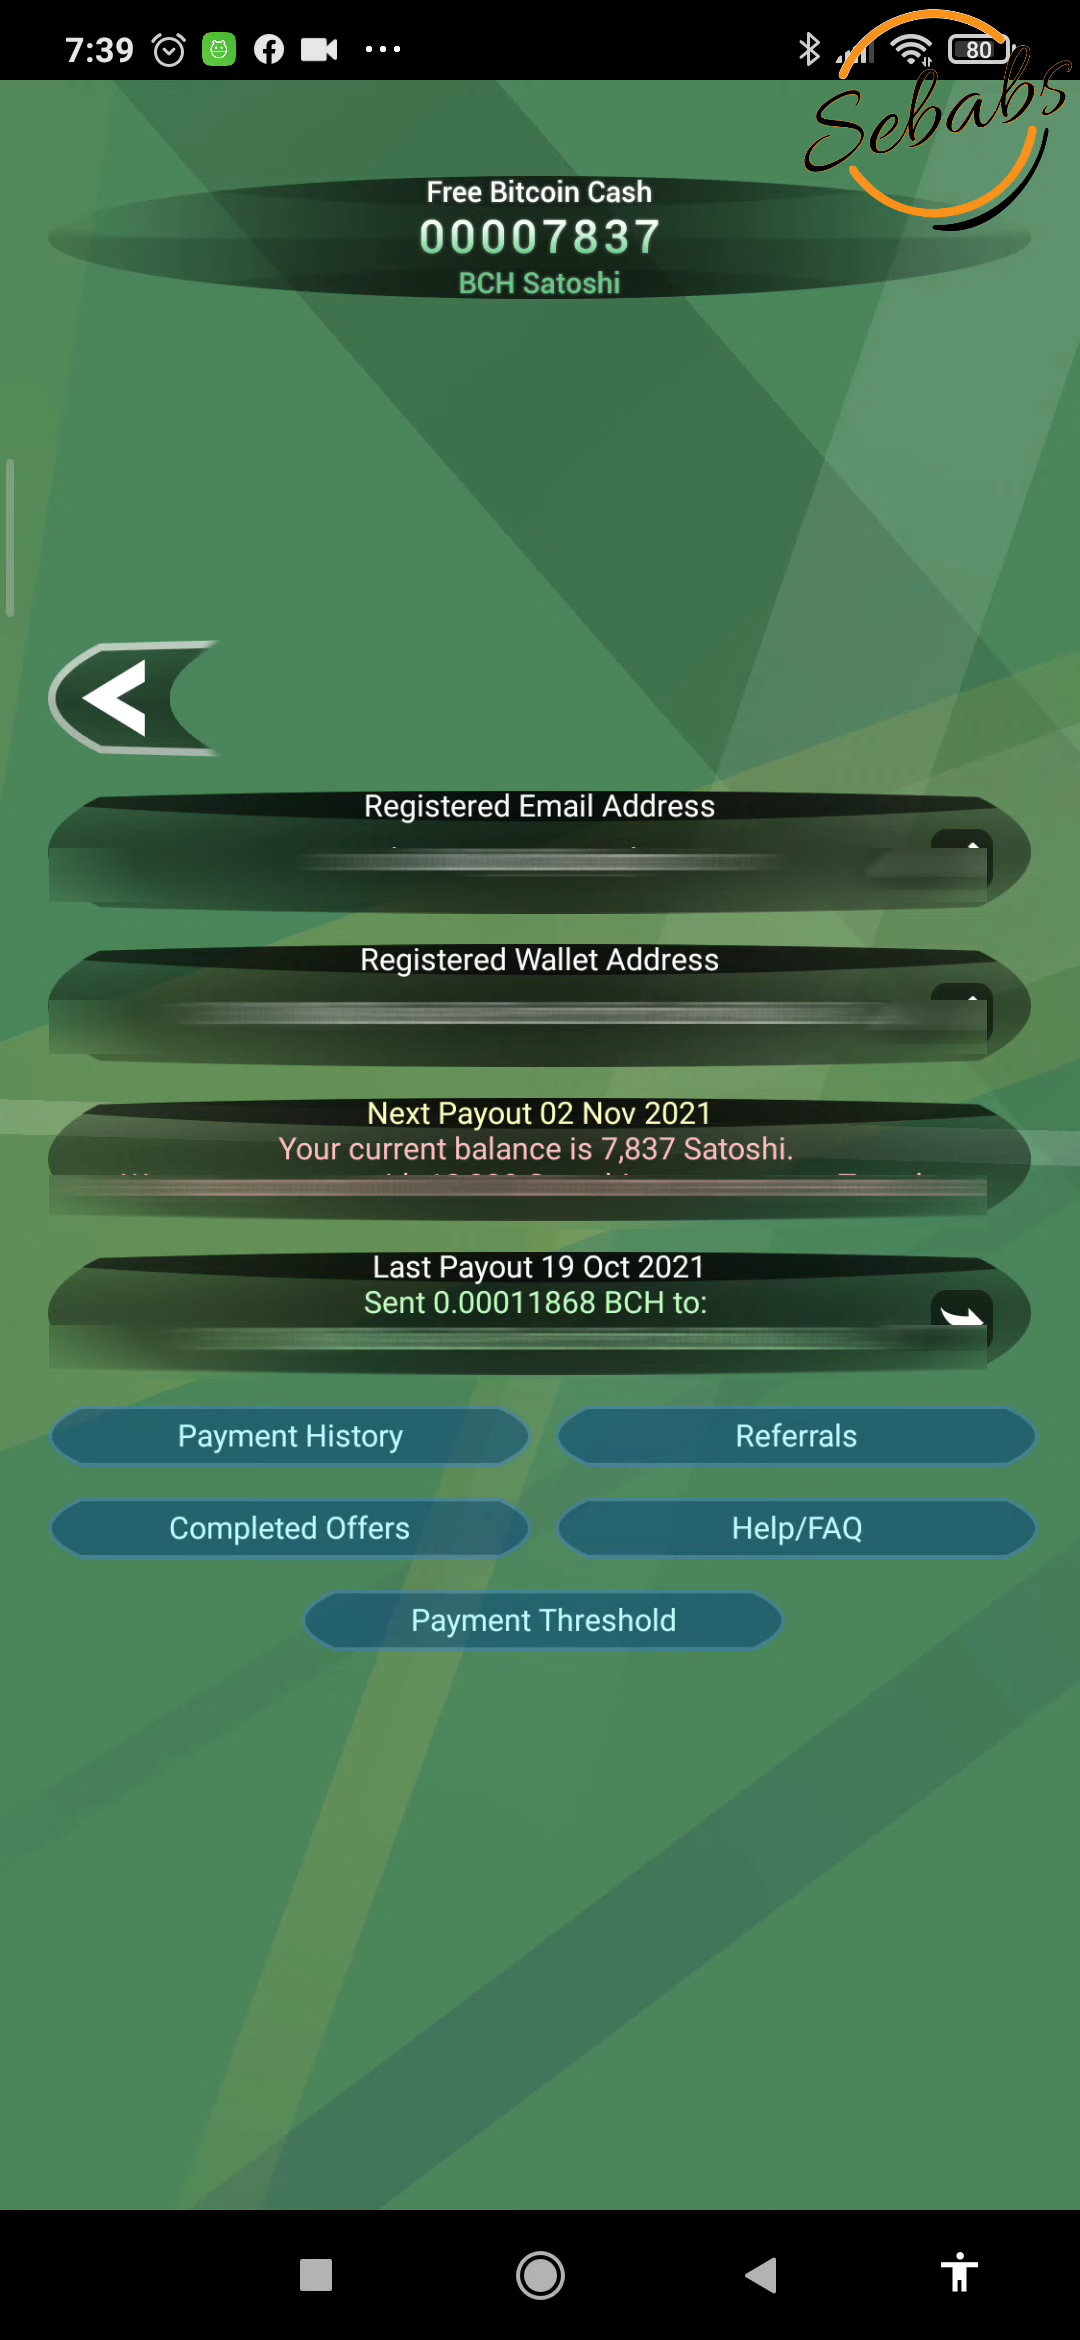 7:39
80
Sebabs
Free Bitcoin Cash
00007837
BCH Satoshi
Registered Email Address
Registered Wallet Address
Next Payout 02 Nov 2021
Your current balance is 7,837 Satoshi.
Last Payout 19 Oct 2021
Sent 0.00011868 BCH to:
Payment History
Referrals
Completed Offers
Help/FAQ
Payment Threshold